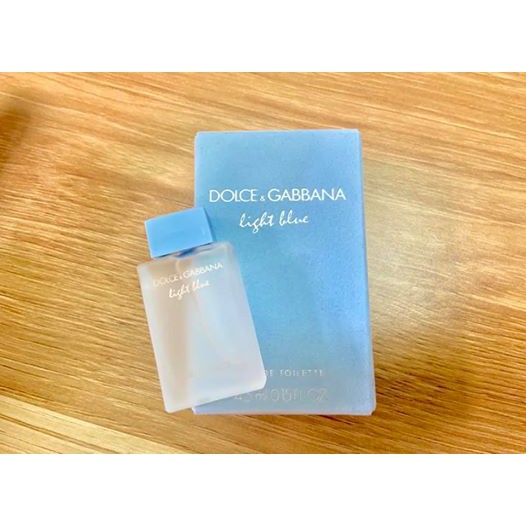 DOLCE & GABBANA
light blue
DOLCE & GABBANA
light blue
DE TOILETTE